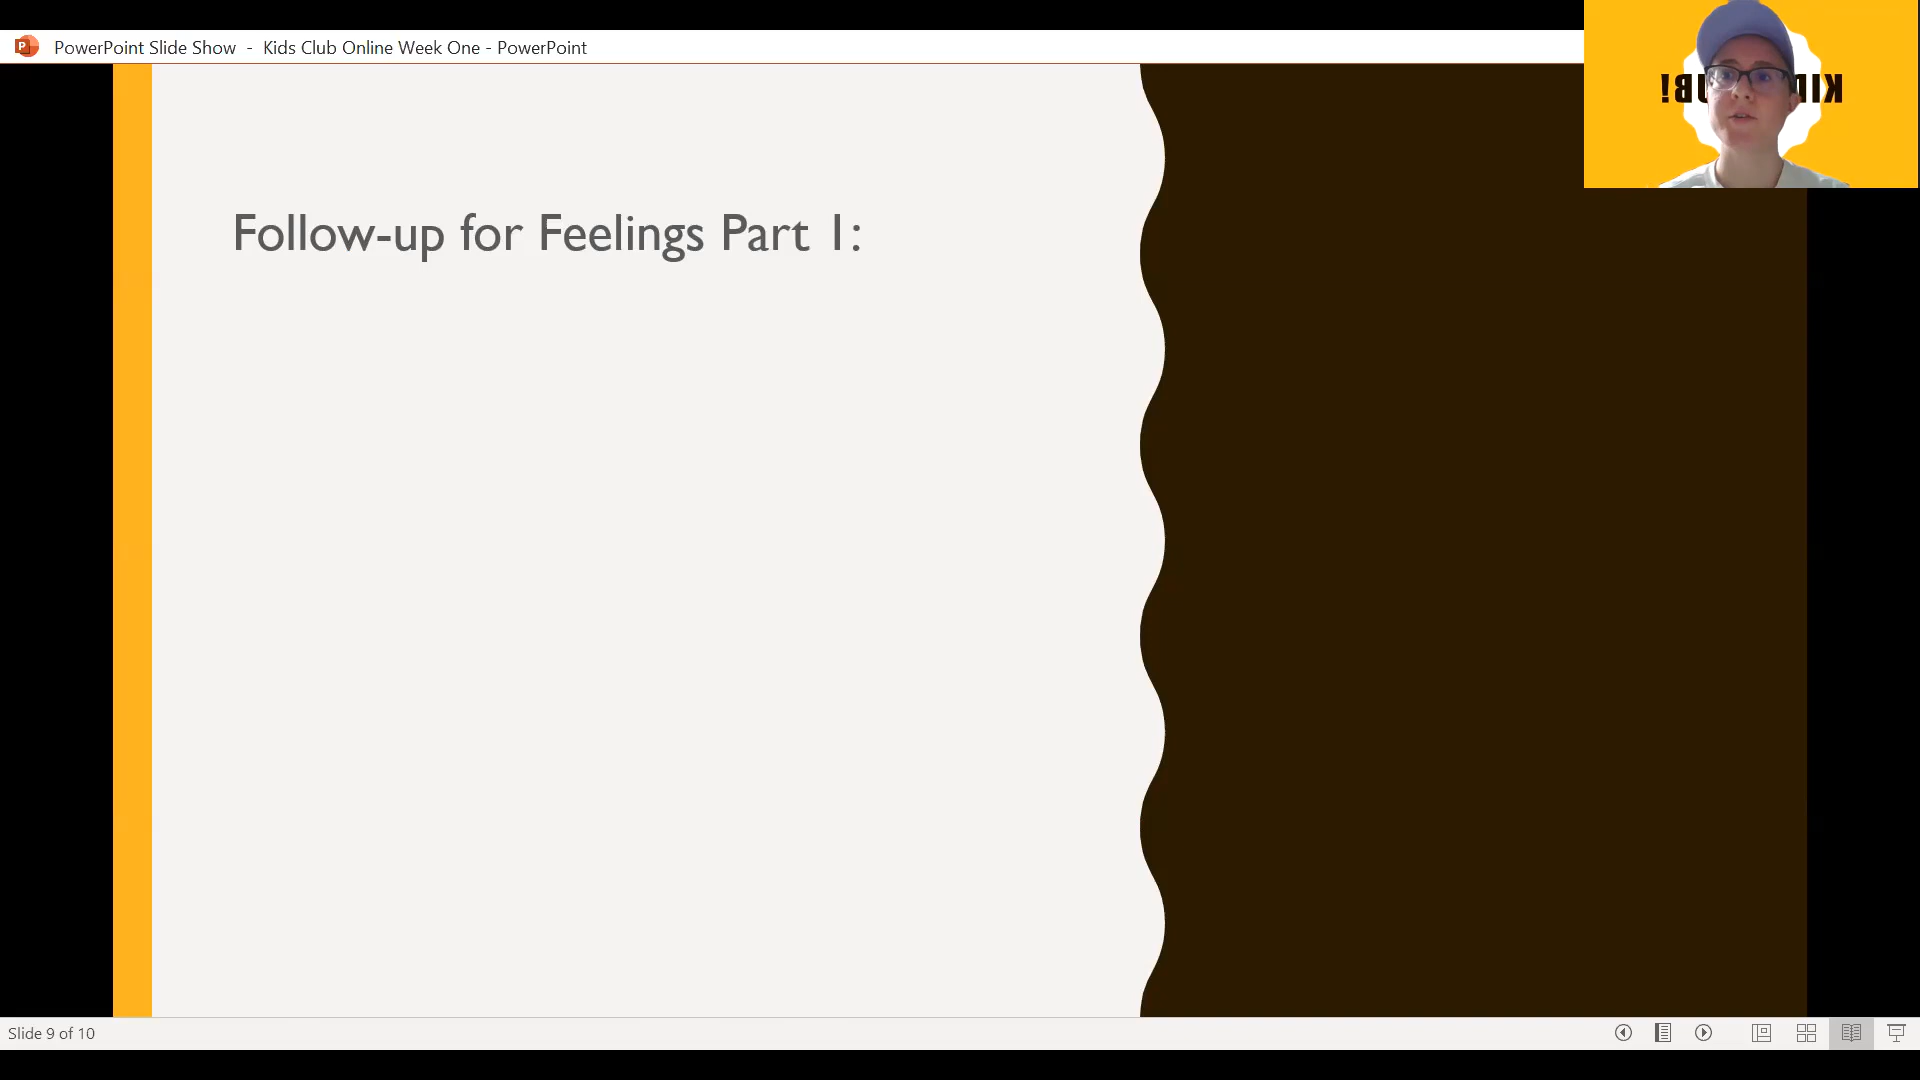 PowerPoint Slide Show - Kids Club Online Week One - PowerPoint
Follow-up for Feelings Part 1:
Slide 9 of 10